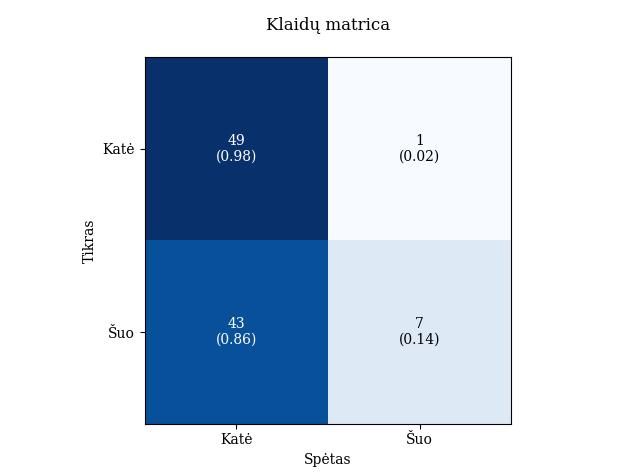 Klaidų matrica
Katė
49
(0.98)
1
(0.02)
Tikras
Šuo
43
(0.86)
7
(0.14)
Katė
Šuo
Spėtas